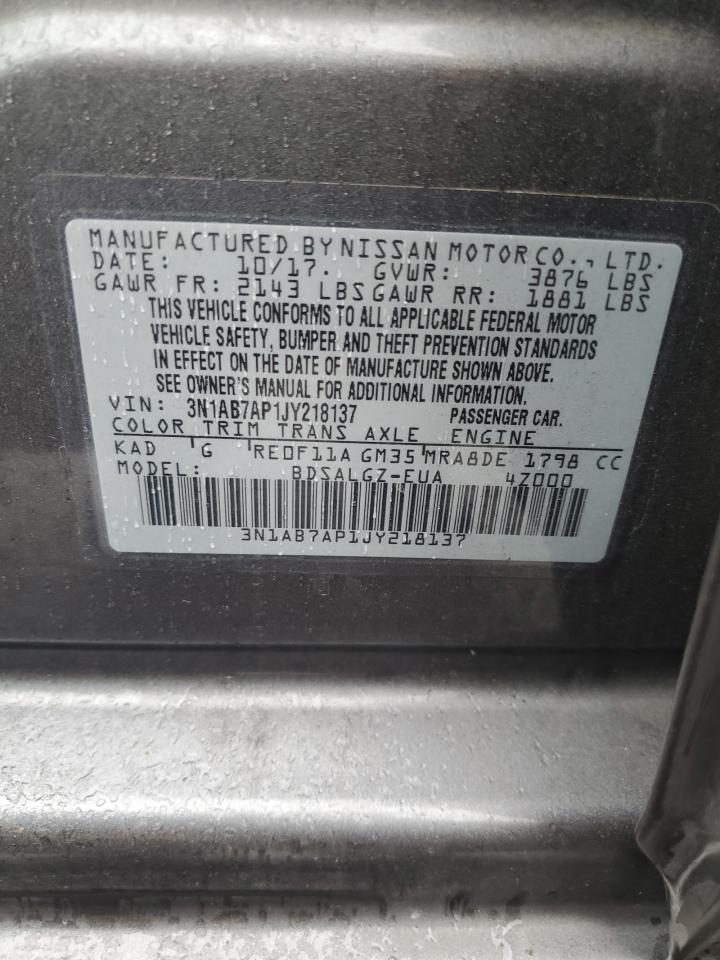 MANUFACTURED BY NISSAN MOTOR CO., LTD.
DATE: 10/17. GVWR: 3876 LBS
GAWR FR: 2143 LBS GAWR RR: 1881 LBS
THIS VEHICLE CONFORMS TO ALL APPLICABLE FEDERAL MOTOR
VEHICLE SAFETY, BUMPER AND THEFT PREVENTION STANDARDS
IN EFFECT ON THE DATE OF MANUFACTURE SHOWN ABOVE.
SEE OWNER'S MANUAL FOR ADDITIONAL INFORMATION.
VIN: 3N1AB7AP1JY218137 PASSENGER CAR.
COLOR TRIM TRANS AXLE ENGINE
KAD G RE0F11A GM35 MRA8DE 1798 CC
MODEL: BDSALGZ-EUA 4Z000
3N1AB7AP1JY218137